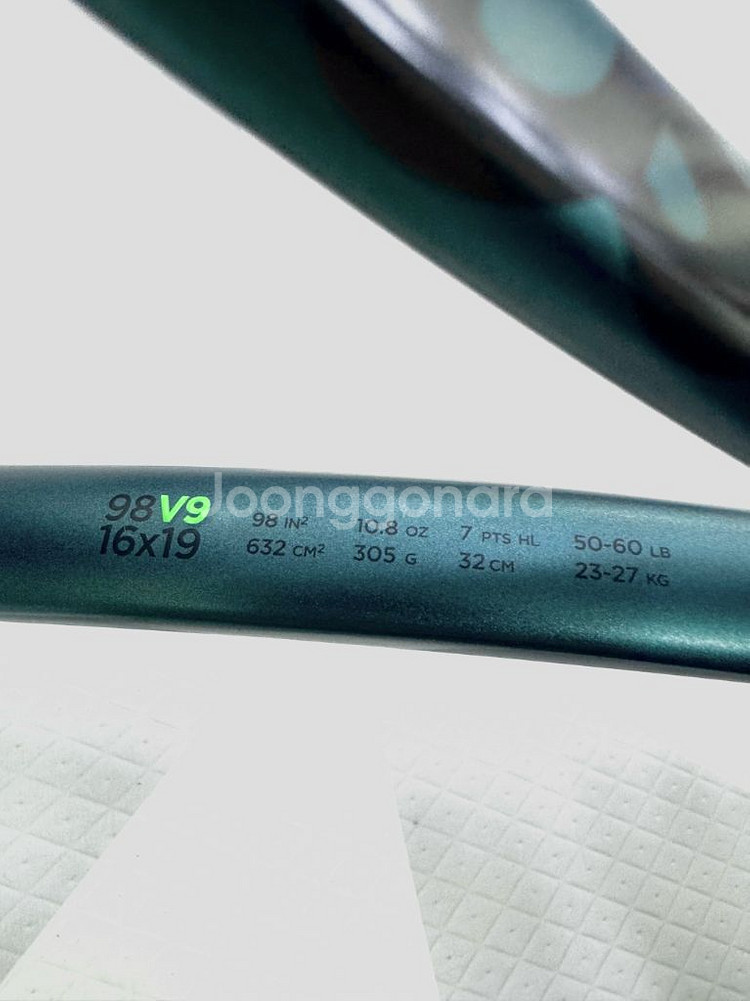 Joonggonara
98V9
16x19
98 IN²
632 CM²
10.8 OZ
305 G
7 PTS HL
32 CM
50-60 LB
23-27 KG